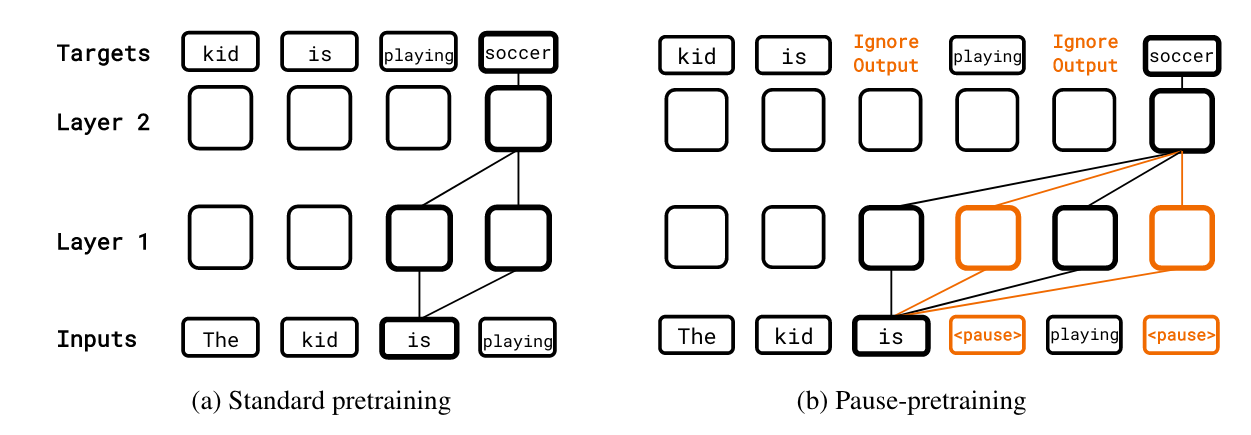 Targets kid is playing soccer
Layer 2
Layer 1
Inputs The kid is playing
(a) Standard pretraining
kid is Ignore Output playing Ignore Output soccer
The kid is <pause> playing <pause>
(b) Pause-pretraining